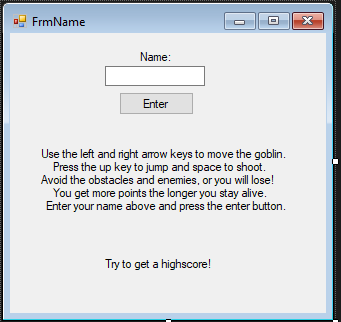 FrmName
Name:
Enter
Use the left and right arrow keys to move the goblin.
Press the up key to jump and space to shoot.
Avoid the obstacles and enemies, or you will lose!
You get more points the longer you stay alive.
Enter your name above and press the enter button.
Try to get a highscore!